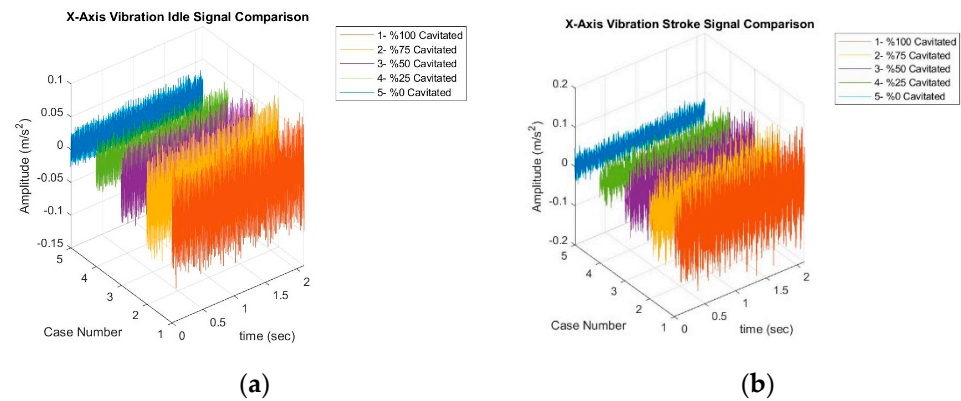 X-Axis Vibration Idle Signal Comparison
1- %100 Cavitated
2- %75 Cavitated
3- %50 Cavitated
4- %25 Cavitated
5- %0 Cavitated
0.1
0.05
0
-0.05
-0.1
-0.15
Amplitude (m/s²)
5
4
3
2
1
Case Number
0
0.5
1
1.5
2
time (sec)
(a)
X-Axis Vibration Stroke Signal Comparison
1- %100 Cavitated
2- %75 Cavitated
3- %50 Cavitated
4- %25 Cavitated
5- %0 Cavitated
0.2
0.1
0
-0.1
-0.2
Amplitude (m/s²)
5
4
3
2
1
Case Number
0
0.5
1
1.5
2
time (sec)
(b)